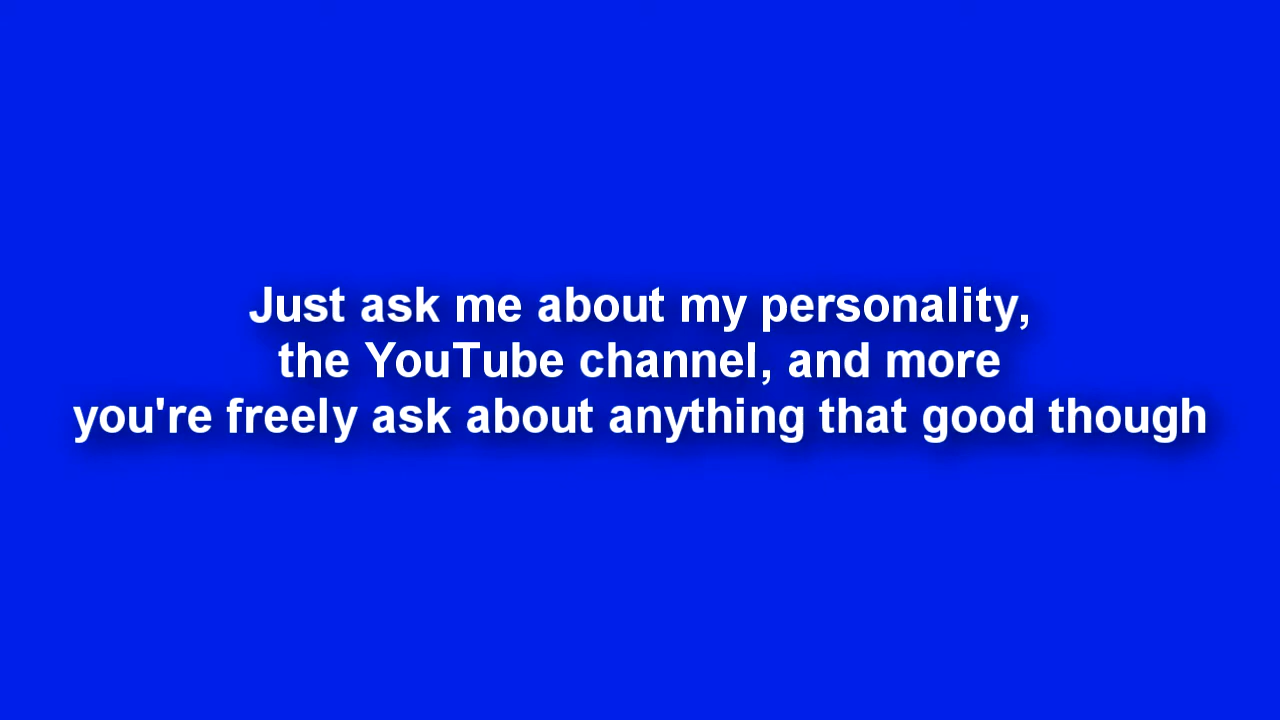 Just ask me about my personality,
the YouTube channel, and more
you're freely ask about anything that good though